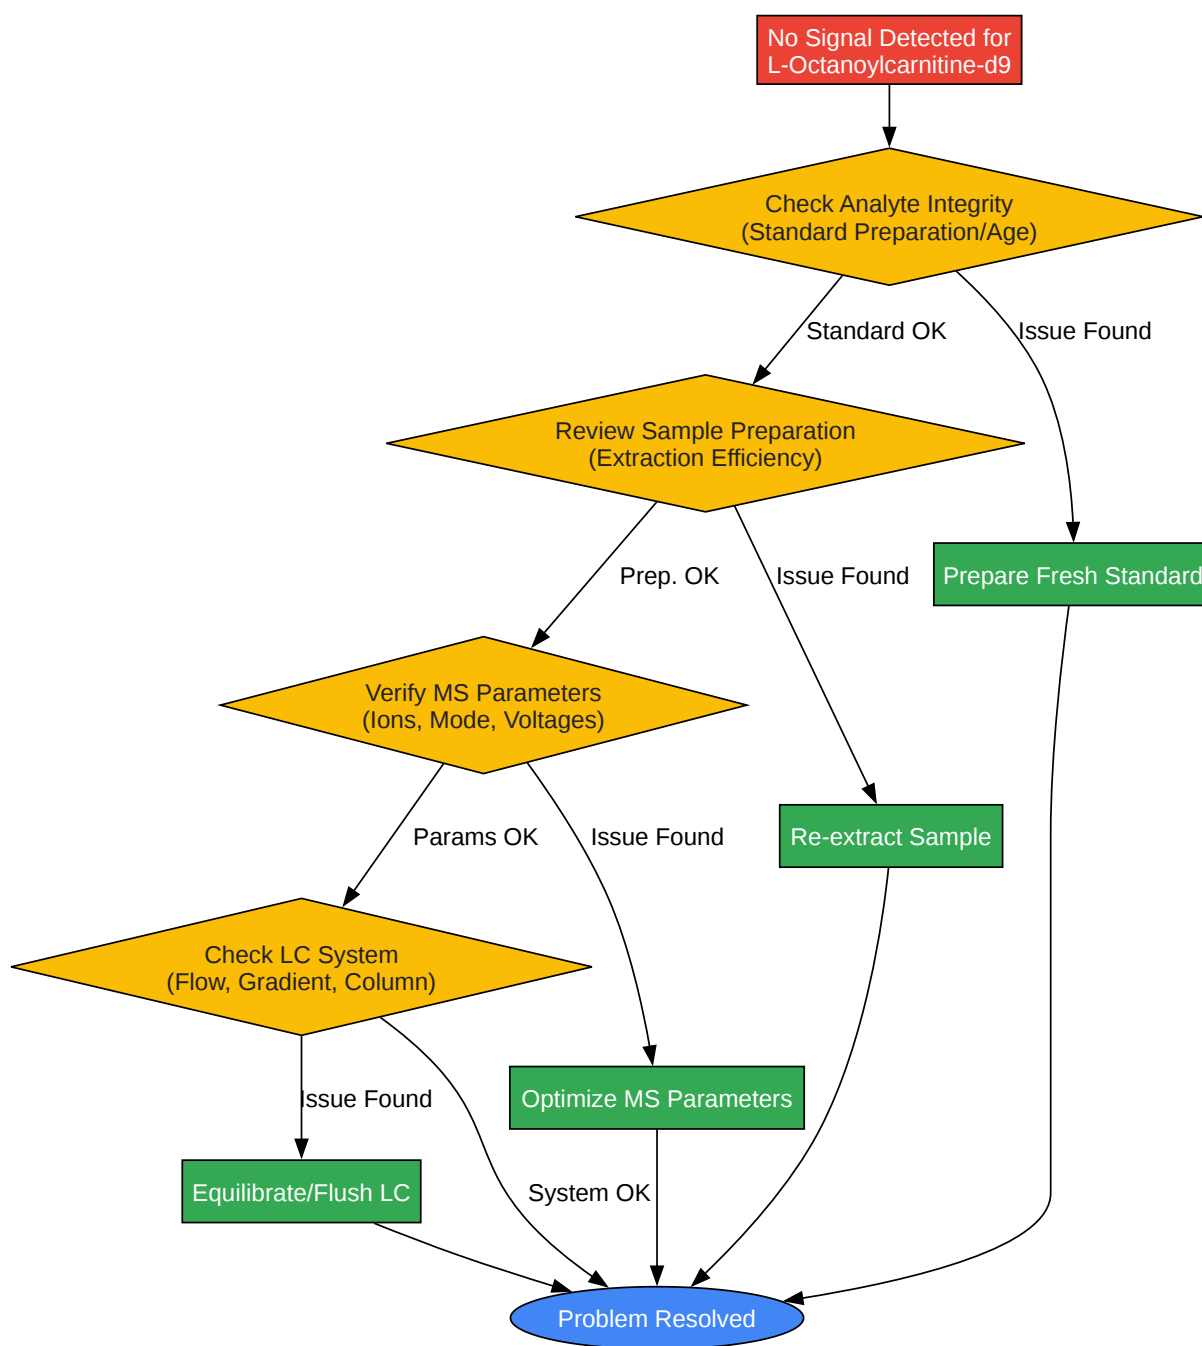 No Signal Detected for
L-Octanoylcarnitine-d9
Check Analyte Integrity
(Standard Preparation/Age)
Standard OK
Issue Found
Review Sample Preparation
(Extraction Efficiency)
Prep. OK
Issue Found
Prepare Fresh Standard
Verify MS Parameters
(Ions, Mode, Voltages)
Params OK
Issue Found
Re-extract Sample
Check LC System
(Flow, Gradient, Column)
Issue Found
Optimize MS Parameters
Equilibrate/Flush LC
System OK
Problem Resolved